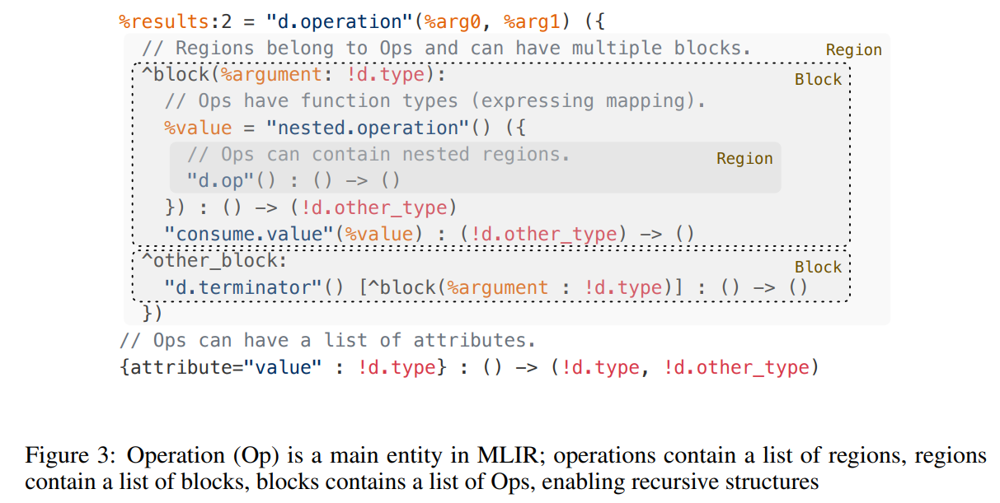 %results:2 = "d.operation"(%arg0, %arg1) ({
// Regions belong to Ops and can have multiple blocks. Region
^block(%argument: !d.type): Block
// Ops have function types (expressing mapping).
%value = "nested.operation"() ({
// Ops can contain nested regions. Region
"d.op"() : () -> ()
}) : () -> (!d.other_type)
"consume.value"(%value) : (!d.other_type) -> ()
^other_block: Block
"d.terminator"() [^block(%argument : !d.type)] : () -> ()
})
// Ops can have a list of attributes.
{attribute="value" : !d.type} : () -> (!d.type, !d.other_type)
Figure 3: Operation (Op) is a main entity in MLIR; operations contain a list of regions, regions
contain a list of blocks, blocks contains a list of Ops, enabling recursive structures